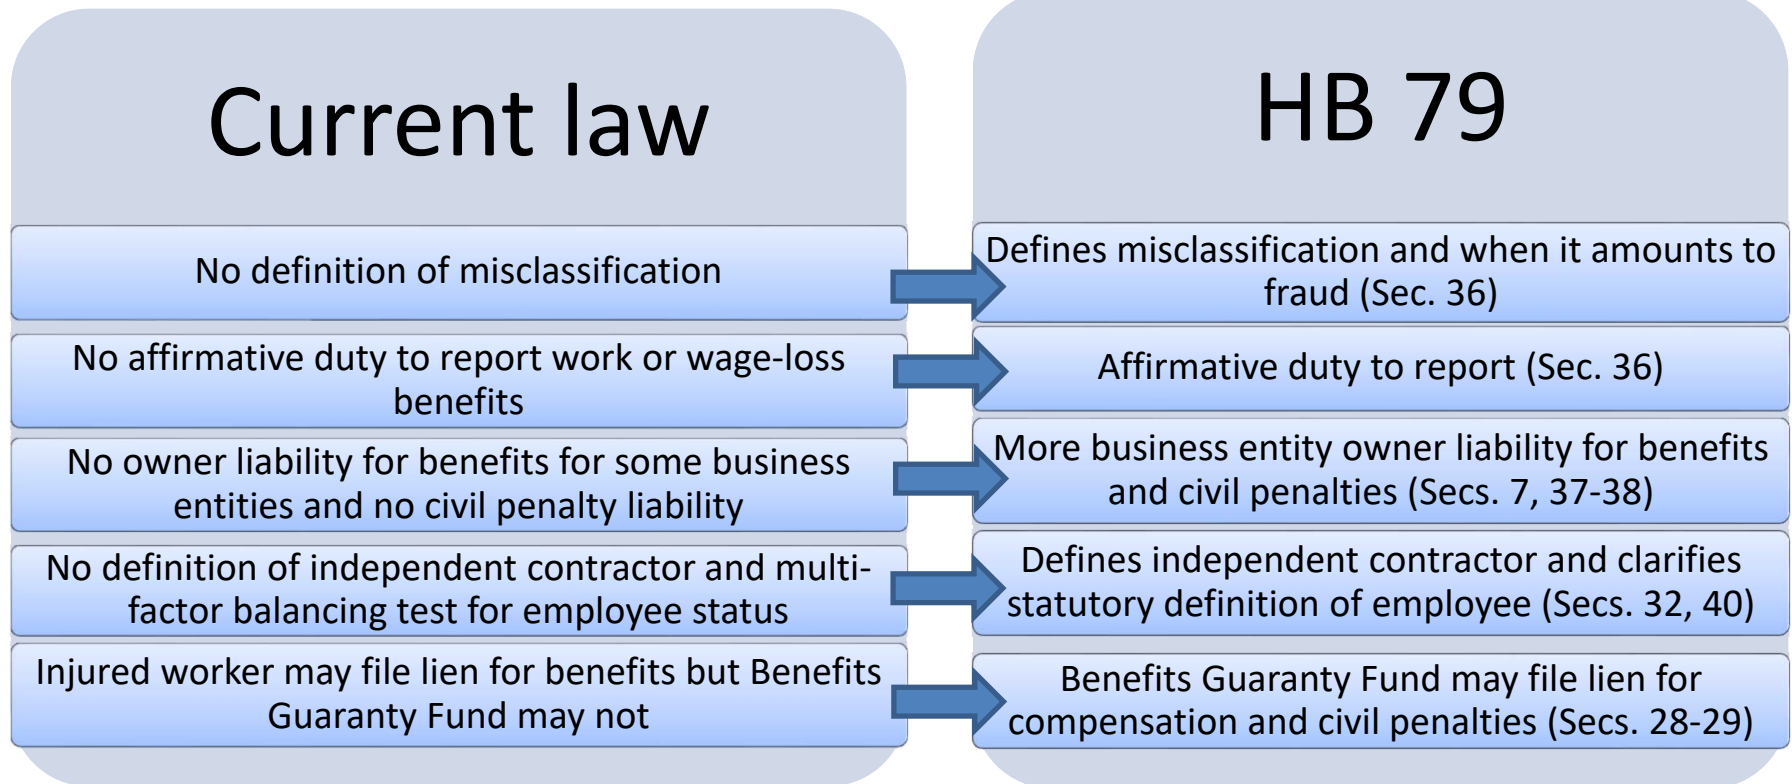 Current law
No definition of misclassification
No affirmative duty to report work or wage-loss
benefits
No owner liability for benefits for some business
entities and no civil penalty liability
No definition of independent contractor and multi-
factor balancing test for employee status
Injured worker may file lien for benefits but Benefits
Guaranty Fund may not
HB 79
Defines misclassification and when it amounts to
fraud (Sec. 36)
Affirmative duty to report (Sec. 36)
More business entity owner liability for benefits
and civil penalties (Secs. 7, 37-38)
Defines independent contractor and clarifies
statutory definition of employee (Secs. 32, 40)
Benefits Guaranty Fund may file lien for
compensation and civil penalties (Secs. 28-29)